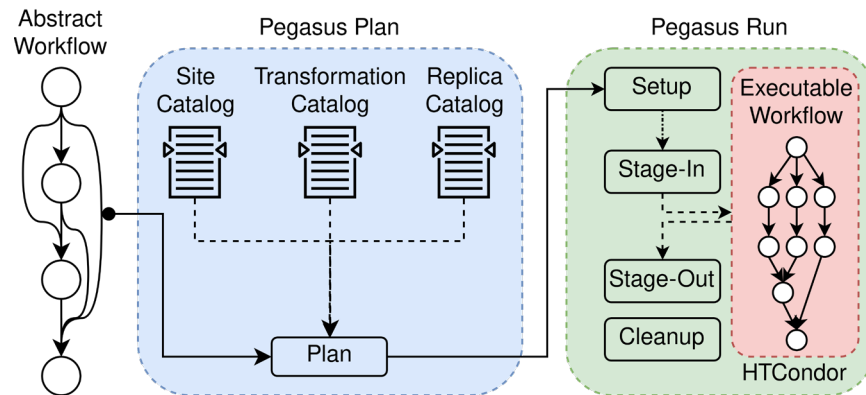 Abstract
Workflow
Pegasus Plan
Site
Catalog
Transformation
Catalog
Replica
Catalog
Plan
Pegasus Run
Setup
Stage-In
Stage-Out
Cleanup
Executable
Workflow
HTCondor